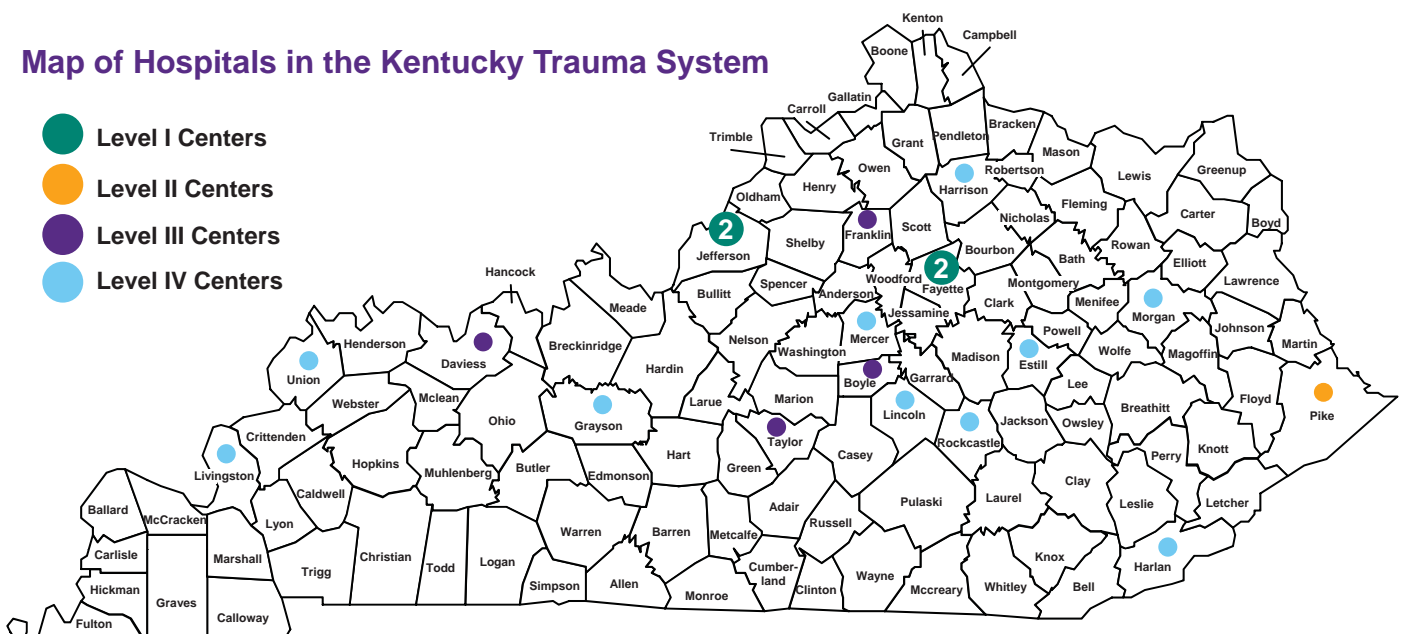 Map of Hospitals in the Kentucky Trauma System
Level I Centers
Level II Centers
Level III Centers
Level IV Centers
Kenton
Campbell
Boone
Gallatin
Carroll
Trimble
Grant
Pendleton
Bracken
Mason
Owen
Robertson
Lewis
Greenup
Henry
Harrison
Oldham
Fleming
Carter
Boyd
2
Jefferson
Shelby
Franklin
Scott
Nicholas
Rowan
Bourbon
Bath
Elliott
2
Fayette
Woodford
Montgomery
Lawrence
Hancock
Meade
Bullitt
Spencer
Anderson
Clark
Menifee
Morgan
Jessamine
Johnson
Martin
Henderson
Breckinridge
Nelson
Washington
Mercer
Madison
Powell
Estill
Wolfe
Magoffin
Daviess
Hardin
Union
Boyle
Garrard
Lee
Floyd
Pike
Webster
Mclean
Larue
Marion
Lincoln
Breathitt
Ohio
Grayson
Jackson
Owsley
Crittenden
Taylor
Rockcastle
Hopkins
Hart
Green
Casey
Perry
Knott
Livingston
Muhlenberg
Butler
Edmonson
Clay
Caldwell
Pulaski
Laurel
Leslie
Letcher
Ballard
McCracken
Lyon
Adair
Russell
Warren
Barren
Metcalfe
Carlisle
Marshall
Christian
Todd
Logan
Knox
Harlan
Trigg
Cumber-
land
Wayne
Hickman
Simpson
Allen
Monroe
Clinton
Mccreary
Whitley
Bell
Graves
Calloway
Fulton